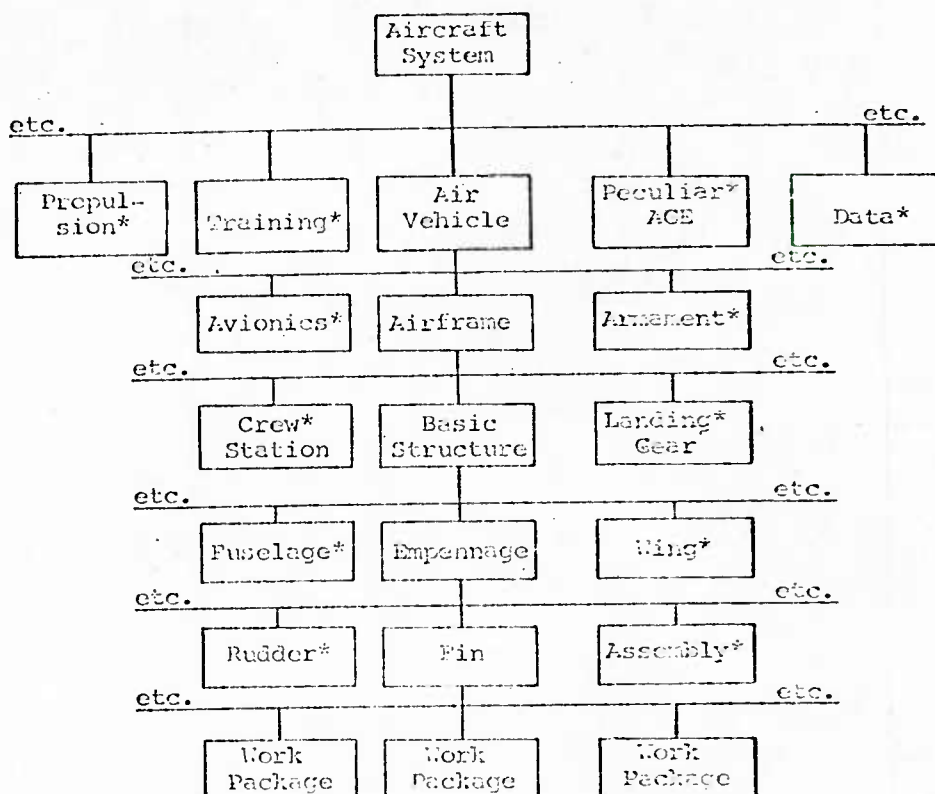 Aircraft
System
etc.
etc.
Propul-
sion*
Training*
Air
Vehicle
Peculiar*
ACE
Data*
etc.
etc.
Avionics*
Airframe
Armament*
etc.
etc.
Crew*
Station
Basic
Structure
Landing*
Gear
etc.
etc.
Fuselage*
Empennage
Wing*
etc.
etc.
Rudder*
Fin
Assembly*
etc.
etc.
Work
Package
Work
Package
Work
Package